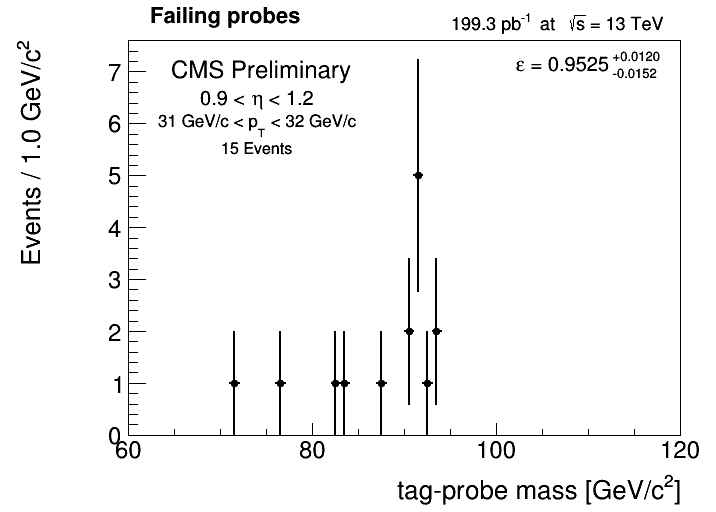 Failing probes
199.3 pb-1 at √s = 13 TeV
CMS Preliminary
ε = 0.9525 +0.0120 -0.0152
0.9 < η < 1.2
31 GeV/c < pT < 32 GeV/c
15 Events
Events / 1.0 GeV/c2
7
6
5
4
3
2
1
0
60 80 100 120
tag-probe mass [GeV/c2]